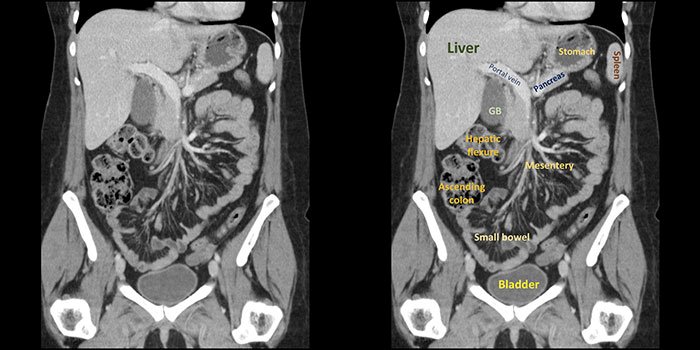 Liver
Stomach
Spleen
Portal vein
Pancreas
GB
Hepatic
flexure
Mesentery
Ascending
colon
Small bowel
Bladder